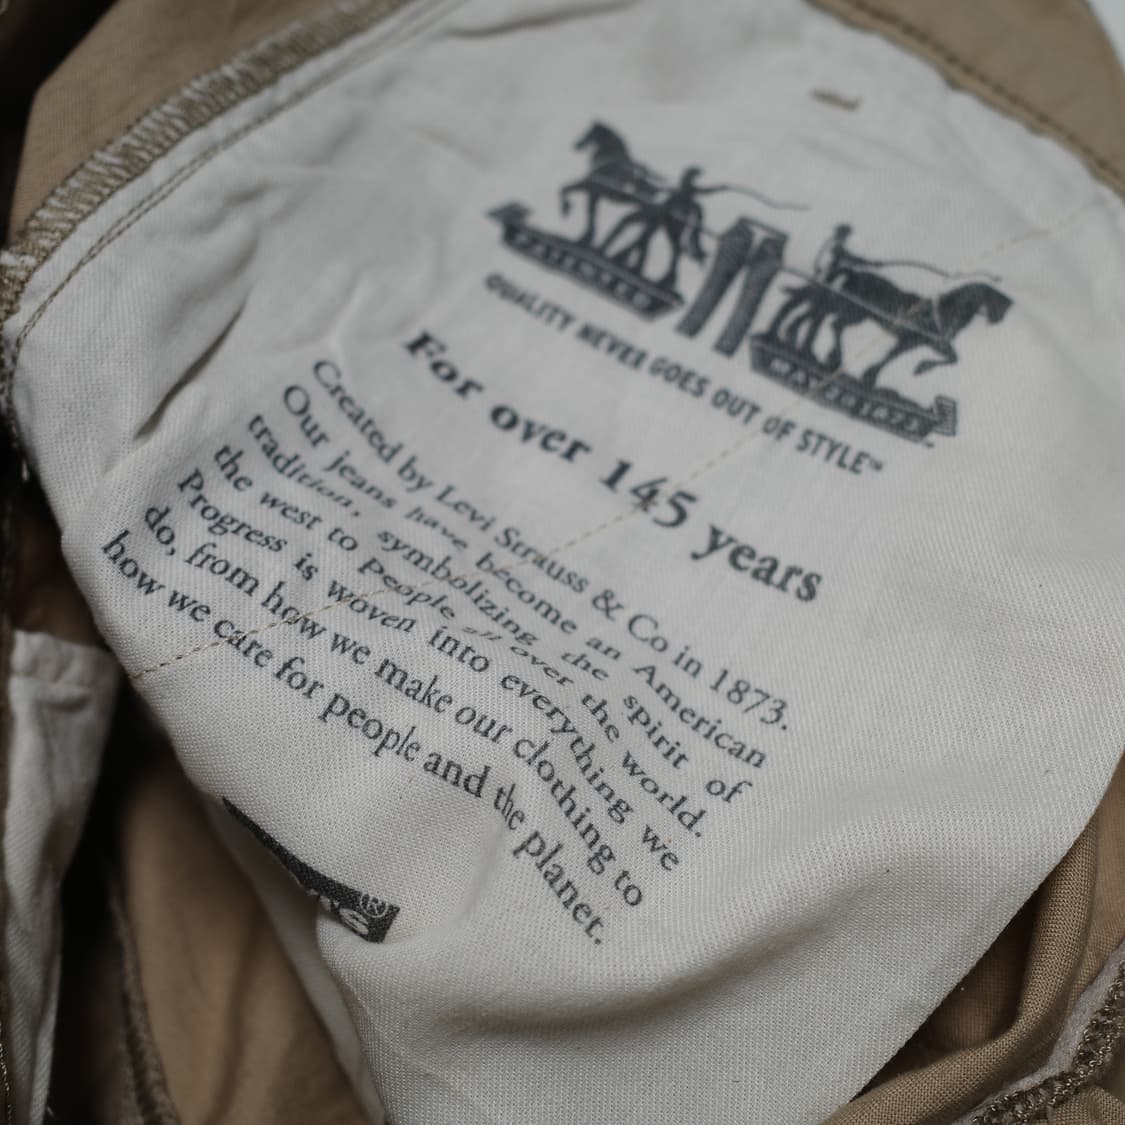 QUALITY NEVER GOES OUT OF STYLE™
For over 145 years
Created by Levi Strauss & Co in 1873.
Our jeans have become an American
tradition, symbolizing the spirit of
the west to people all over the world.
Progress is woven into everything we
do, from how we make our clothing to
how we care for people and the planet.
®